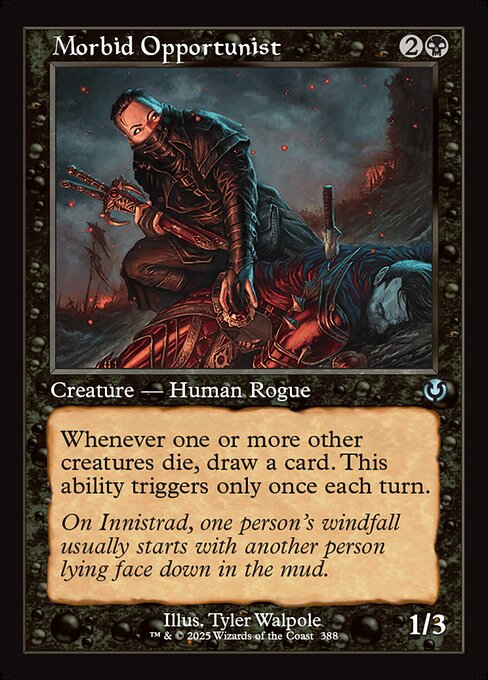 Morbid Opportunist 2
Creature — Human Rogue
Whenever one or more other
creatures die, draw a card. This
ability triggers only once each turn.
On Innistrad, one person's windfall
usually starts with another person
lying face down in the mud.
Illus. Tyler Walpole
™ & © 2025 Wizards of the Coast 388
1/3